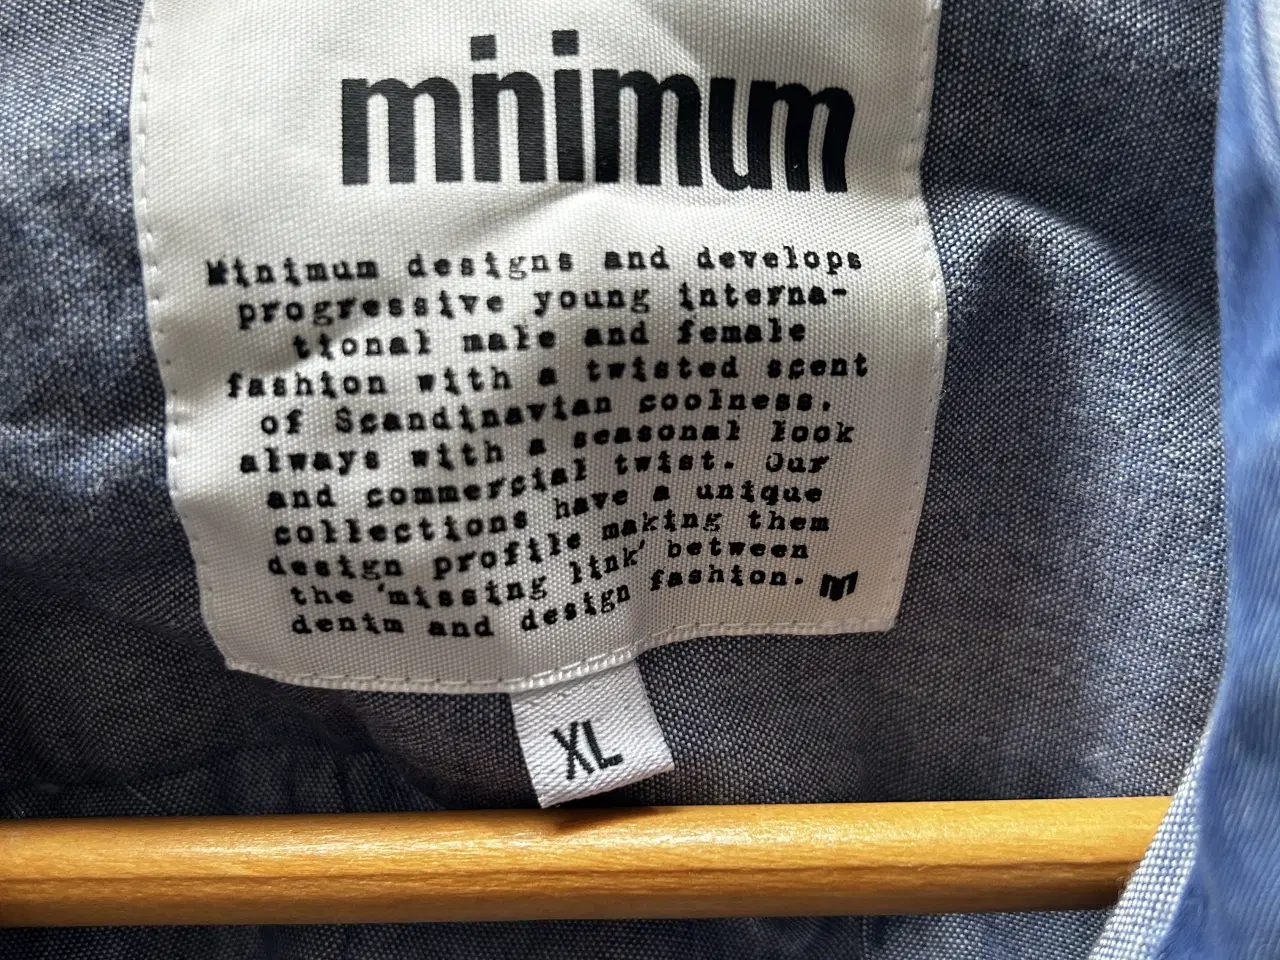 minimum
Minimum designs and develops
progressive young interna-
tional male and female
fashion with a twisted scent
of Scandinavian coolness,
always with a seasonal look
and commercial twist. Our
collections have a unique
design profile making them
the 'missing link' between
denim and design fashion. m
XL